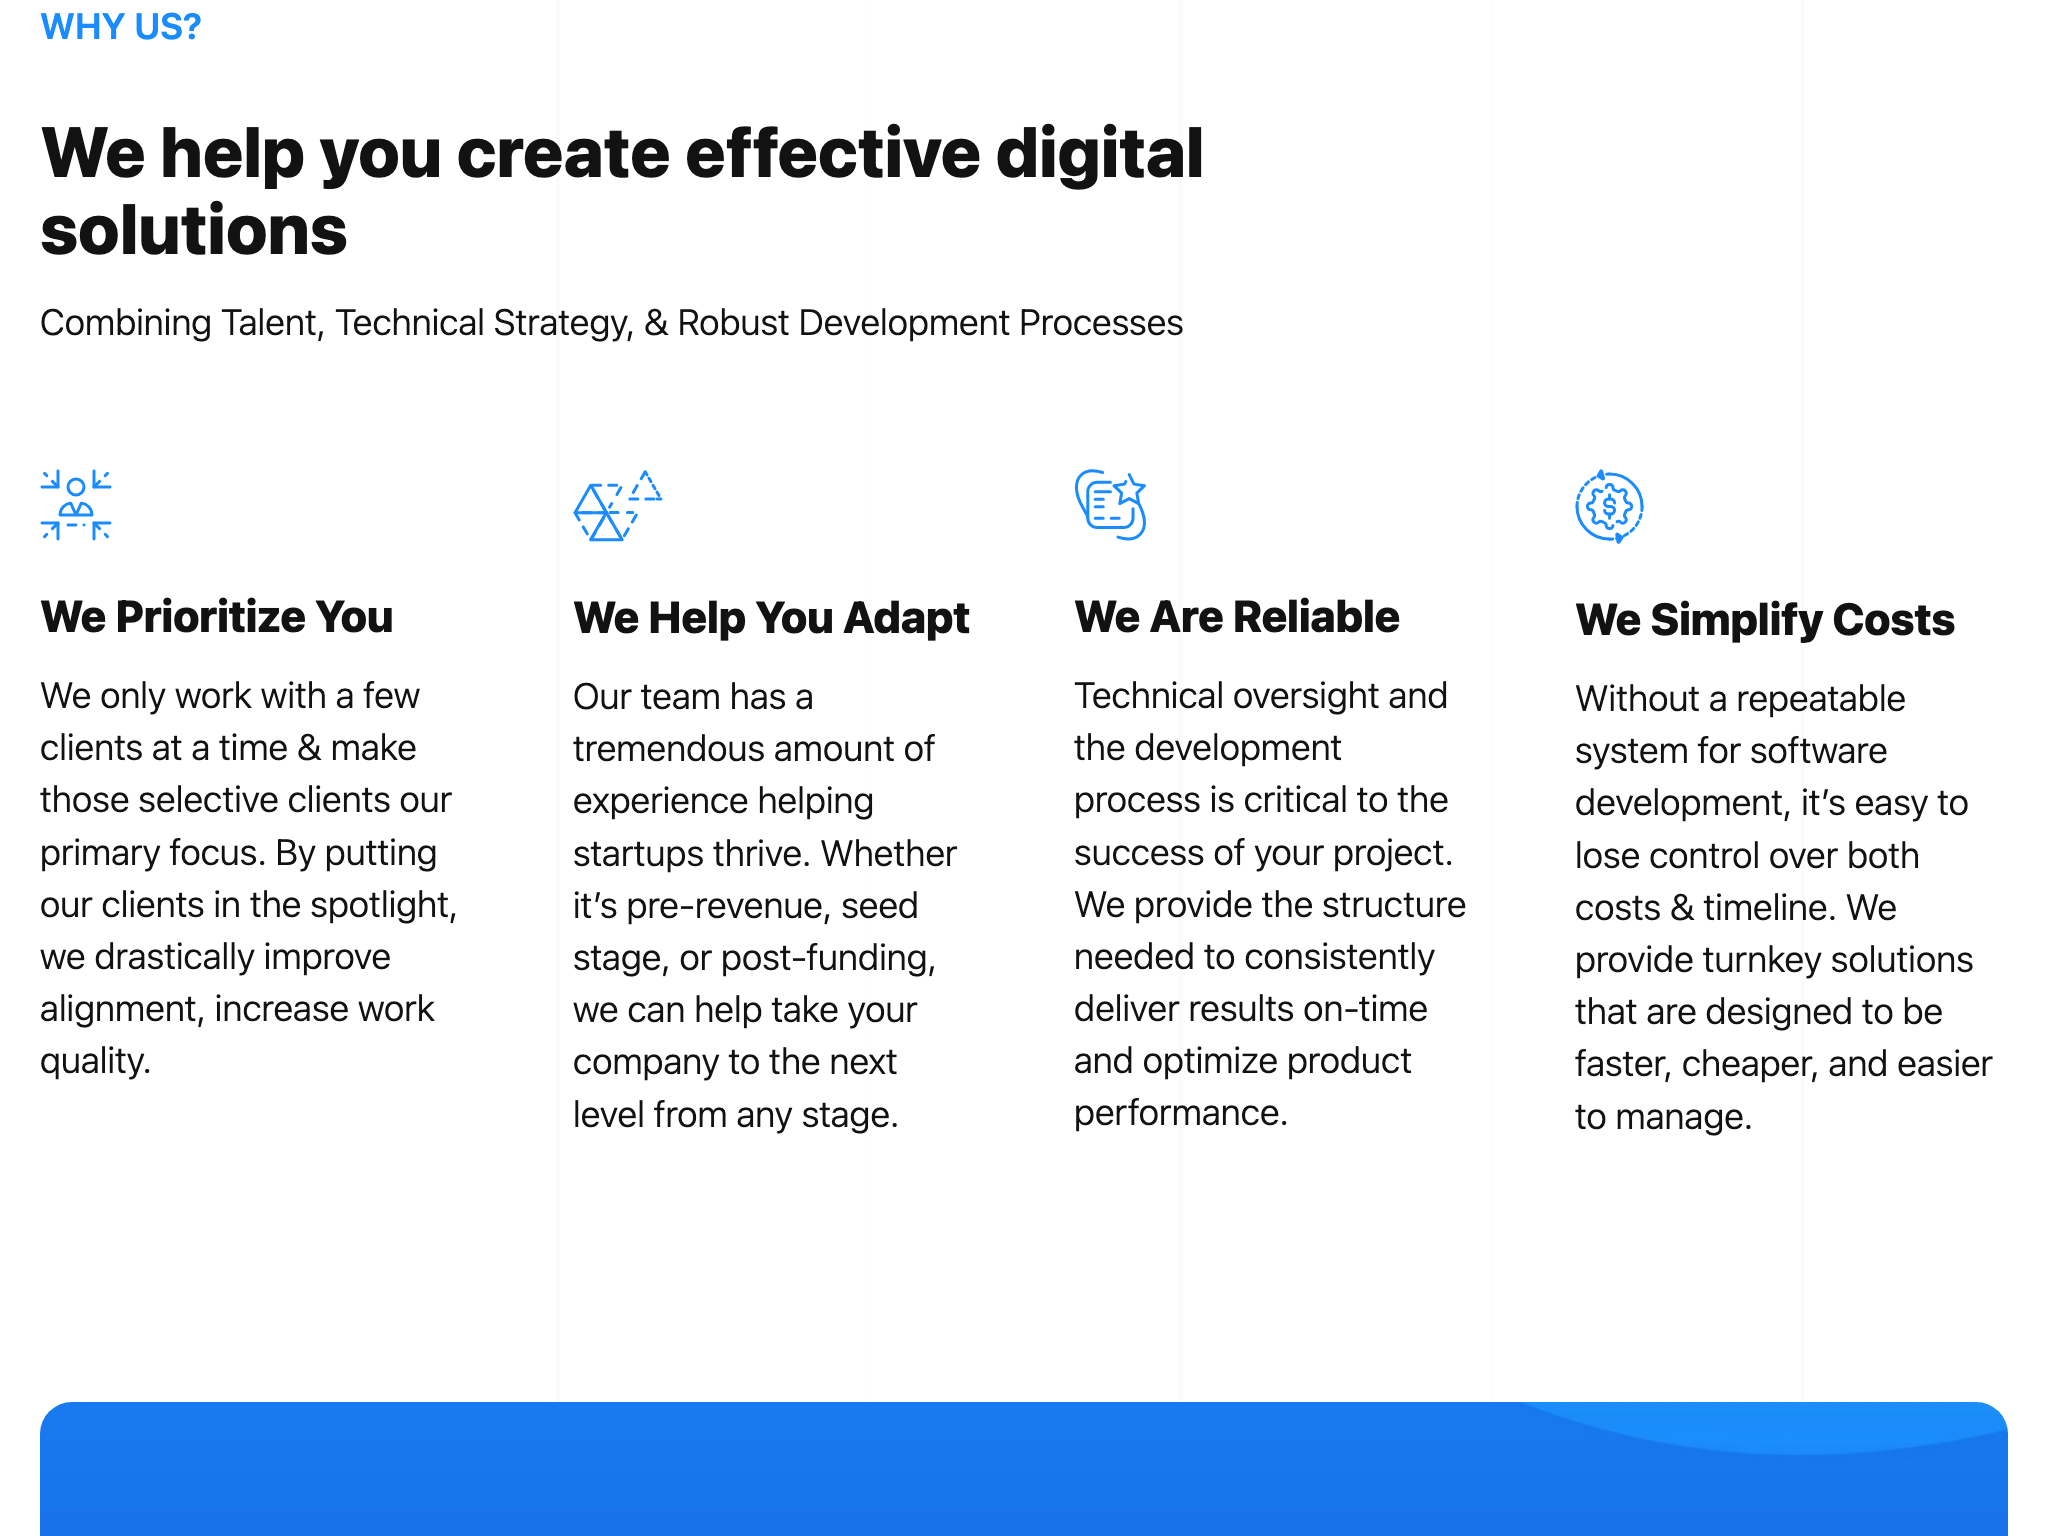 WHY US?
We help you create effective digital
solutions
Combining Talent, Technical Strategy, & Robust Development Processes
We Prioritize You
We only work with a few
clients at a time & make
those selective clients our
primary focus. By putting
our clients in the spotlight,
we drastically improve
alignment, increase work
quality.
We Help You Adapt
Our team has a
tremendous amount of
experience helping
startups thrive. Whether
it’s pre-revenue, seed
stage, or post-funding,
we can help take your
company to the next
level from any stage.
We Are Reliable
Technical oversight and
the development
process is critical to the
success of your project.
We provide the structure
needed to consistently
deliver results on-time
and optimize product
performance.
We Simplify Costs
Without a repeatable
system for software
development, it’s easy to
lose control over both
costs & timeline. We
provide turnkey solutions
that are designed to be
faster, cheaper, and easier
to manage.